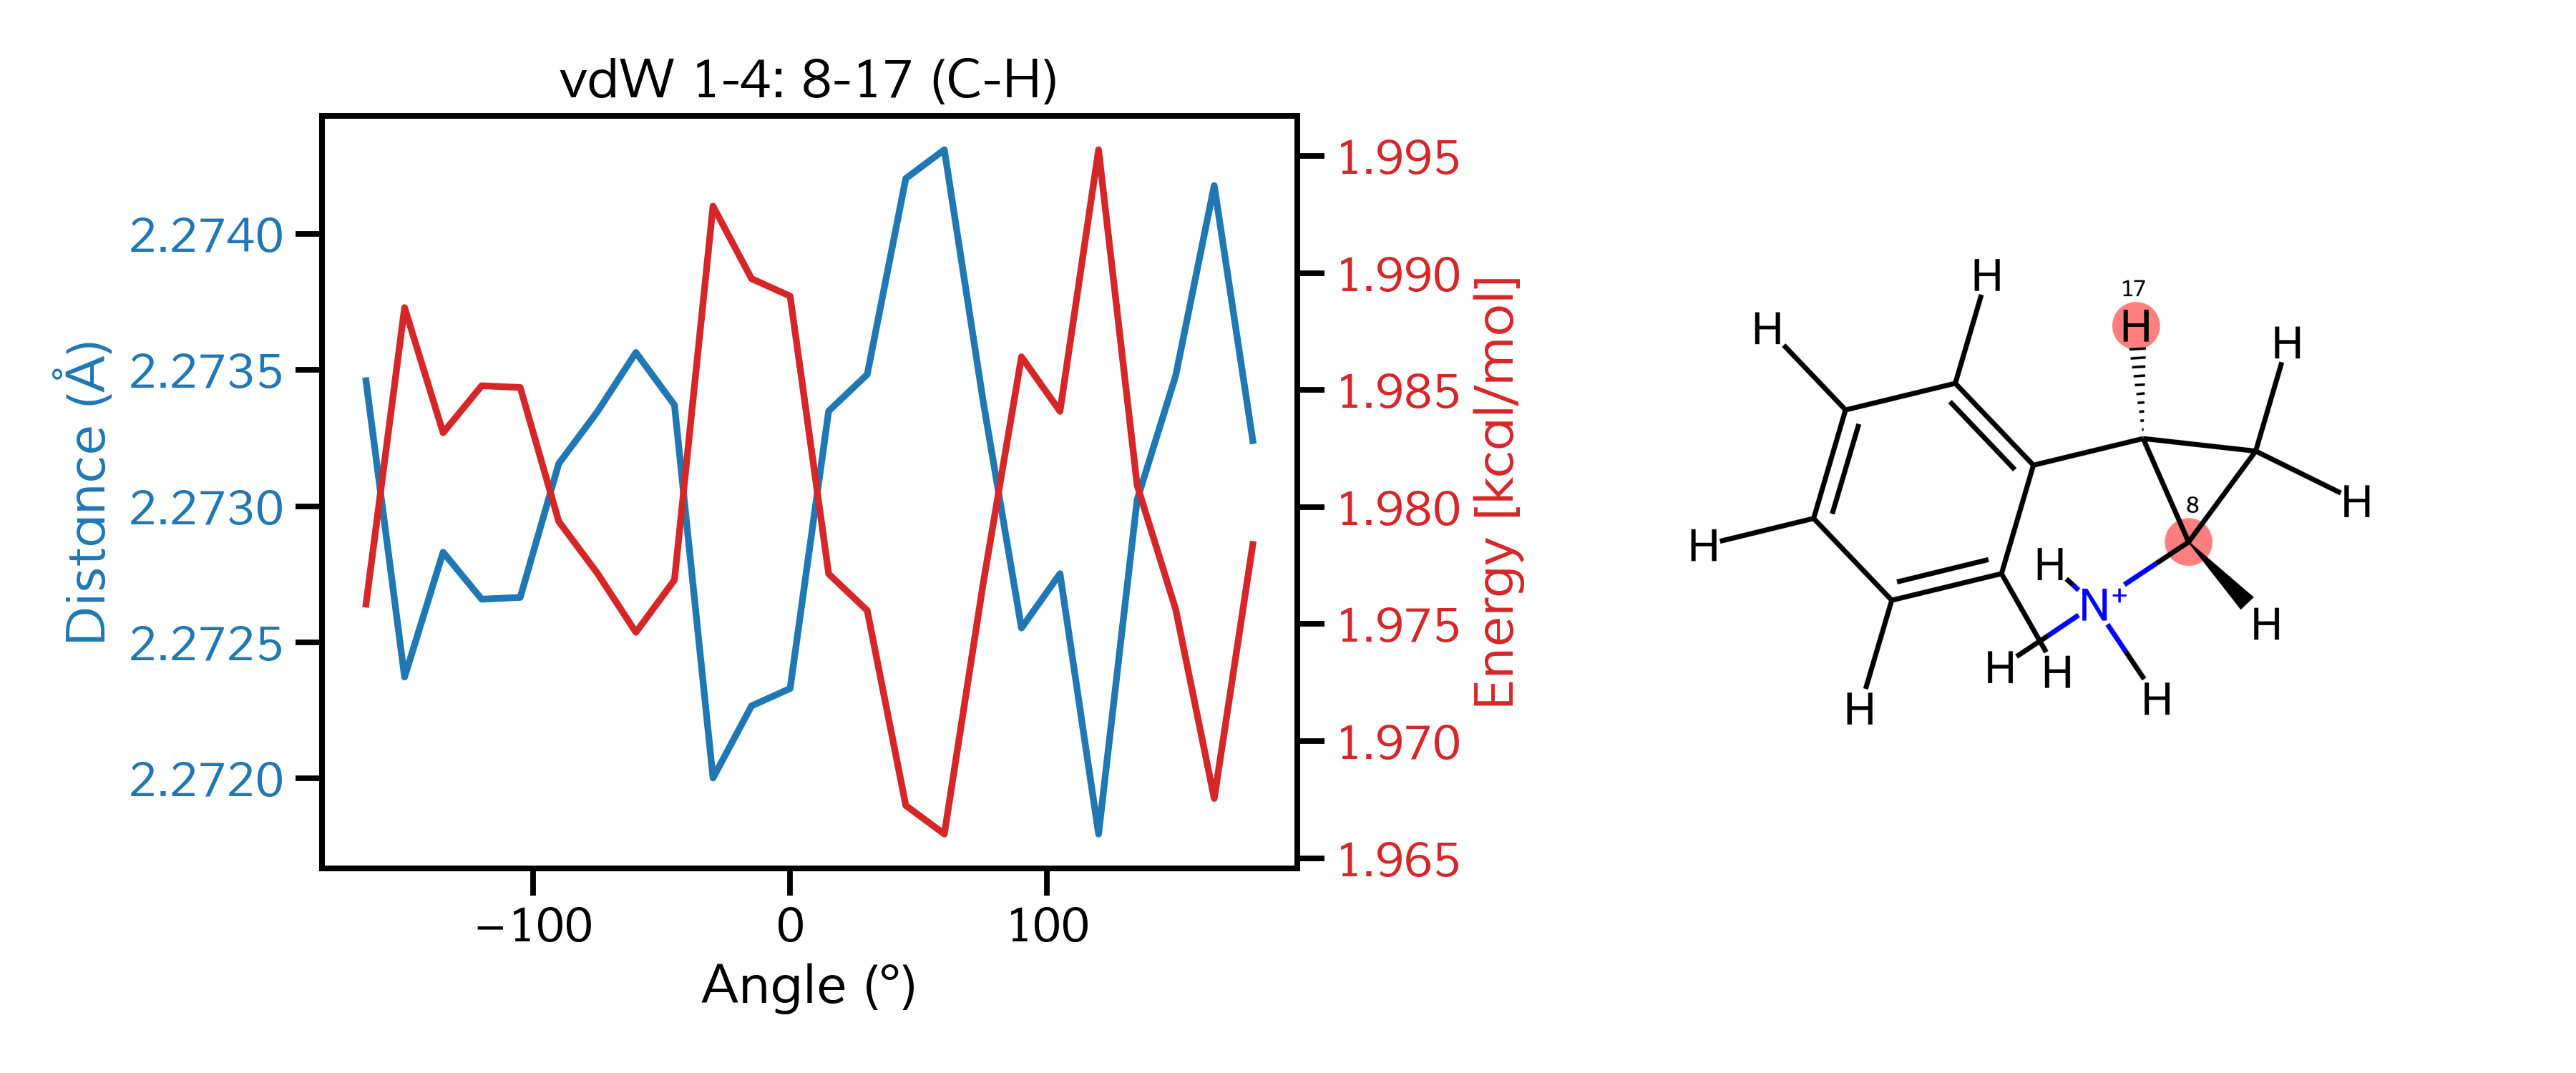 vdW 1-4: 8-17 (C-H)
Distance (Å)
2.2740
2.2735
2.2730
2.2725
2.2720
1.995
1.990
1.985
1.980
1.975
1.970
1.965
Energy [kcal/mol]
−100
0
100
Angle (°)
H
17
H
H
H
8
H
H
H
N+
H
H
H
H
H